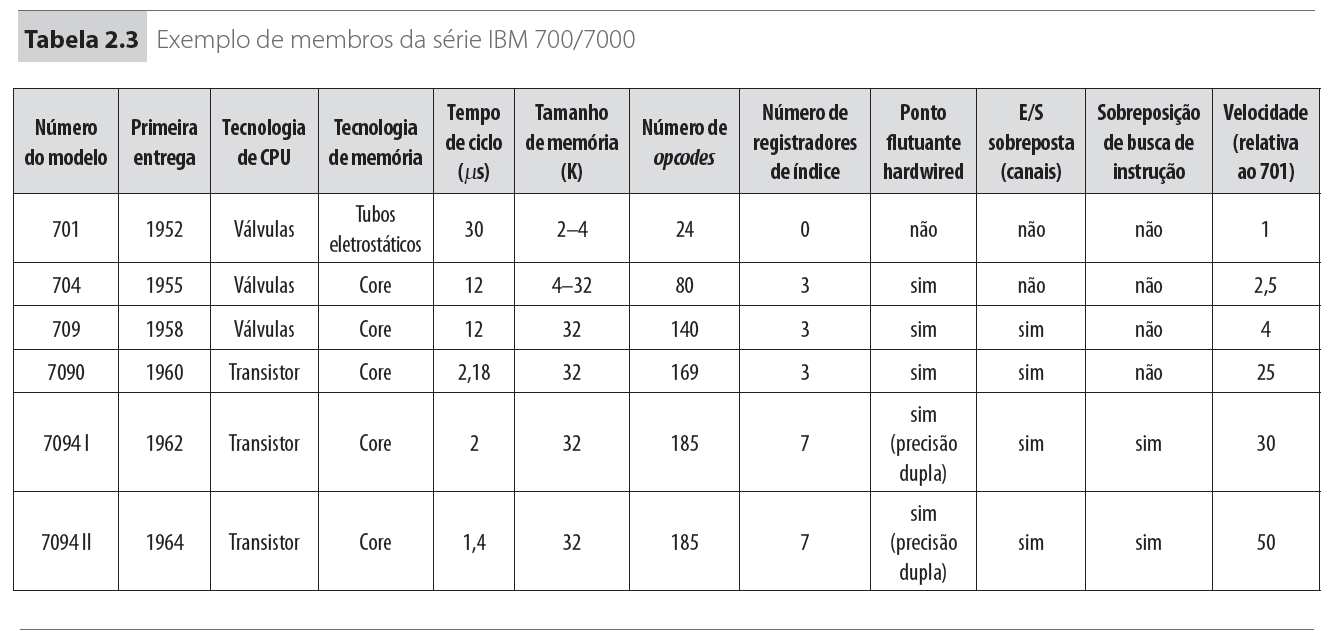 Tabela 2.3 Exemplo de membros da série IBM 700/7000
Número do modelo | Primeira entrega | Tecnologia de CPU | Tecnologia de memória | Tempo de ciclo (μs) | Tamanho de memória (K) | Número de opcodes | Número de registradores de índice | Ponto flutuante hardwired | E/S sobreposta (canais) | Sobreposição de busca de instrução | Velocidade (relativa ao 701)
701 | 1952 | Válvulas | Tubos eletrostáticos | 30 | 2–4 | 24 | 0 | não | não | não | 1
704 | 1955 | Válvulas | Core | 12 | 4–32 | 80 | 3 | sim | não | não | 2,5
709 | 1958 | Válvulas | Core | 12 | 32 | 140 | 3 | sim | sim | não | 4
7090 | 1960 | Transistor | Core | 2,18 | 32 | 169 | 3 | sim | sim | não | 25
7094 I | 1962 | Transistor | Core | 2 | 32 | 185 | 7 | sim (precisão dupla) | sim | sim | 30
7094 II | 1964 | Transistor | Core | 1,4 | 32 | 185 | 7 | sim (precisão dupla) | sim | sim | 50